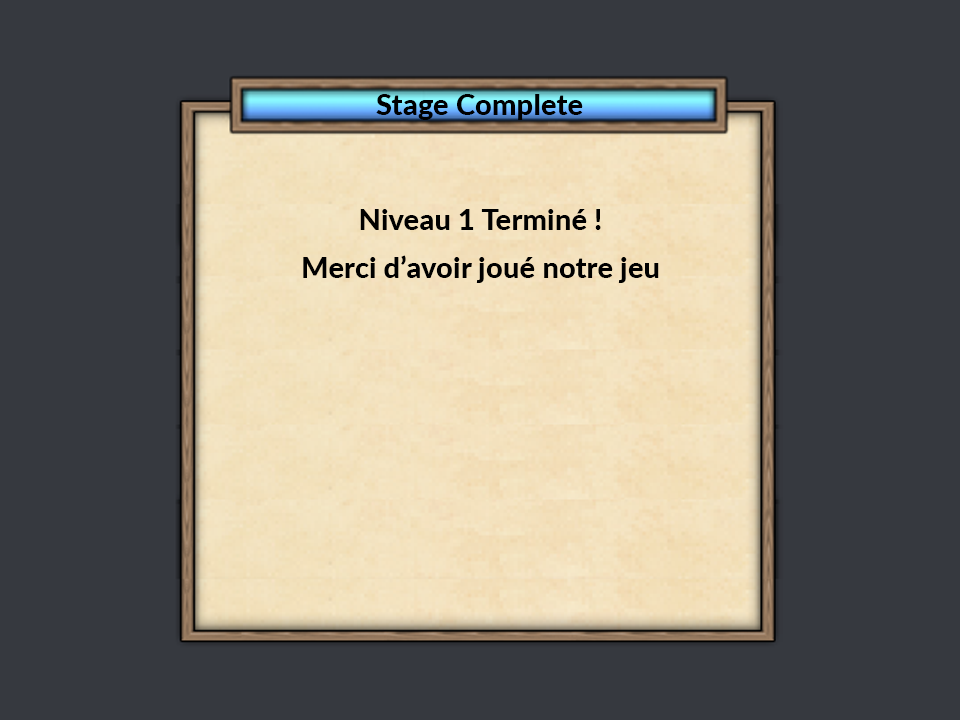 Stage Complete
Niveau 1 Terminé !
Merci d’avoir joué notre jeu